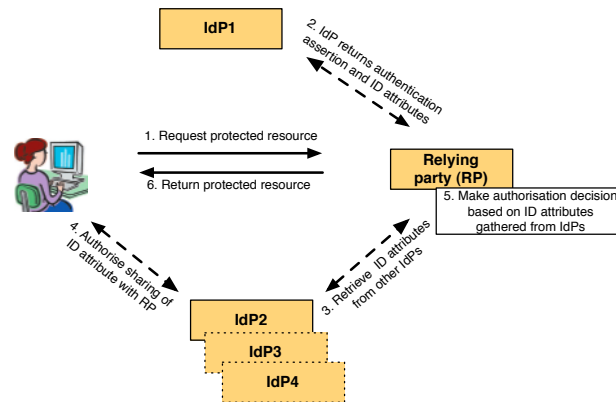 IdP1
2. IdP returns authentication
assertion and ID attributes
1. Request protected resource
6. Return protected resource
Relying
party (RP)
5. Make authorisation decision
based on ID attributes
gathered from IdPs
4. Authorise sharing of
ID attribute with RP
3. Retrieve ID attributes
from other IdPs
IdP2
IdP3
IdP4